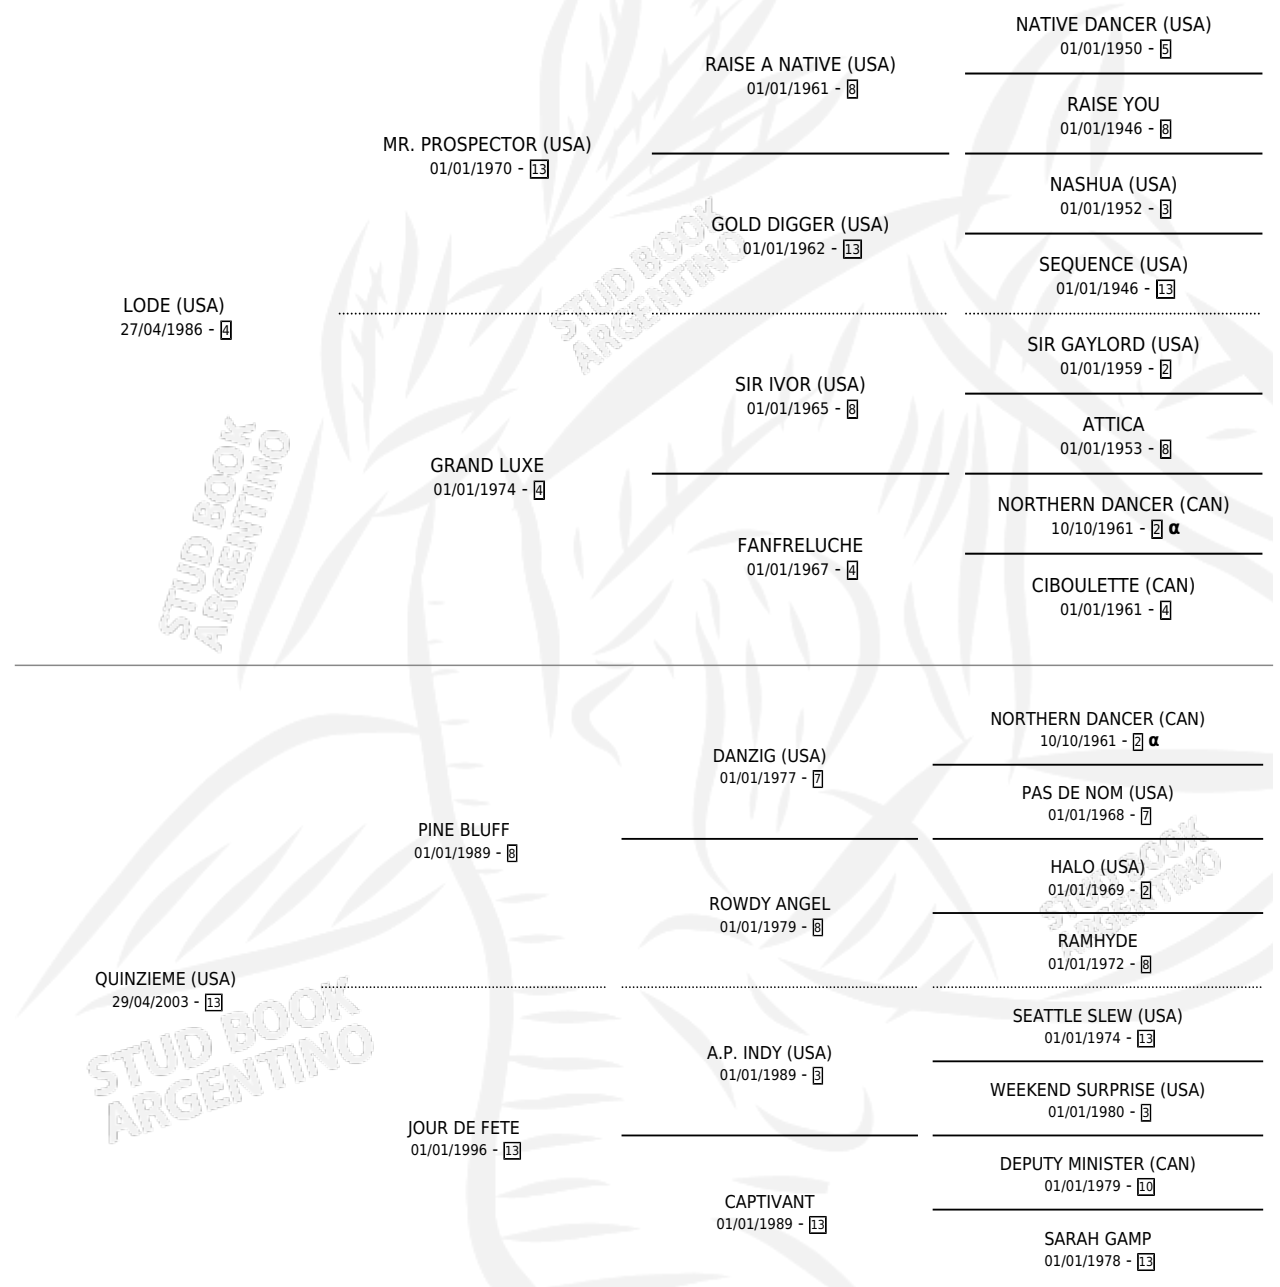 NATIVE DANCER (USA)
01/01/1950 - 5
RAISE A NATIVE (USA)
01/01/1961 - 8
RAISE YOU
01/01/1946 - 8
MR. PROSPECTOR (USA)
01/01/1970 - 13
NASHUA (USA)
01/01/1952 - 3
GOLD DIGGER (USA)
01/01/1962 - 13
SEQUENCE (USA)
01/01/1946 - 13
LODE (USA)
27/04/1986 - 4
SIR GAYLORD (USA)
01/01/1959 - 2
SIR IVOR (USA)
01/01/1965 - 8
ATTICA
01/01/1953 - 8
GRAND LUXE
01/01/1974 - 4
NORTHERN DANCER (CAN)
10/10/1961 - 2 α
FANFRELUCHE
01/01/1967 - 4
CIBOULETTE (CAN)
01/01/1961 - 4
NORTHERN DANCER (CAN)
10/10/1961 - 2 α
DANZIG (USA)
01/01/1977 - 7
PAS DE NOM (USA)
01/01/1968 - 7
PINE BLUFF
01/01/1989 - 8
HALO (USA)
01/01/1969 - 2
ROWDY ANGEL
01/01/1979 - 8
RAMHYDE
01/01/1972 - 8
QUINZIEME (USA)
29/04/2003 - 13
SEATTLE SLEW (USA)
01/01/1974 - 13
A.P. INDY (USA)
01/01/1989 - 3
WEEKEND SURPRISE (USA)
01/01/1980 - 3
JOUR DE FETE
01/01/1996 - 13
DEPUTY MINISTER (CAN)
01/01/1979 - 10
CAPTIVANT
01/01/1989 - 13
SARAH GAMP
01/01/1978 - 13
STUD BOOK
ARGENTINO
STUD BOOK
ARGENTINO
STUD BOOK
ARGENTINO
STUD BOOK
ARGENTINO